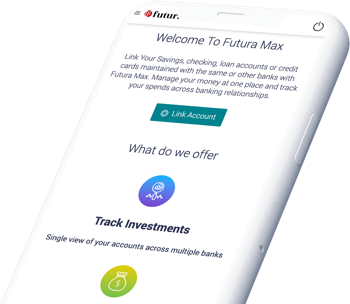 futur.
Welcome To Futura Max
Link Your Savings, checking, loan accounts or credit
cards maintained with the same or other banks with
Futura Max. Manage your money at one place and track
your spends across banking relationships.
Link Account
What do we offer
Track Investments
Single view of your accounts across multiple banks